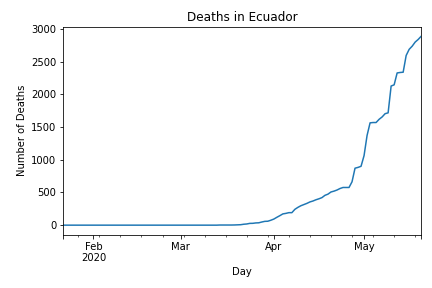 Deaths in Ecuador
3000
2500
2000
1500
1000
500
0
Number of Deaths
Feb
2020
Mar
Apr
May
Day